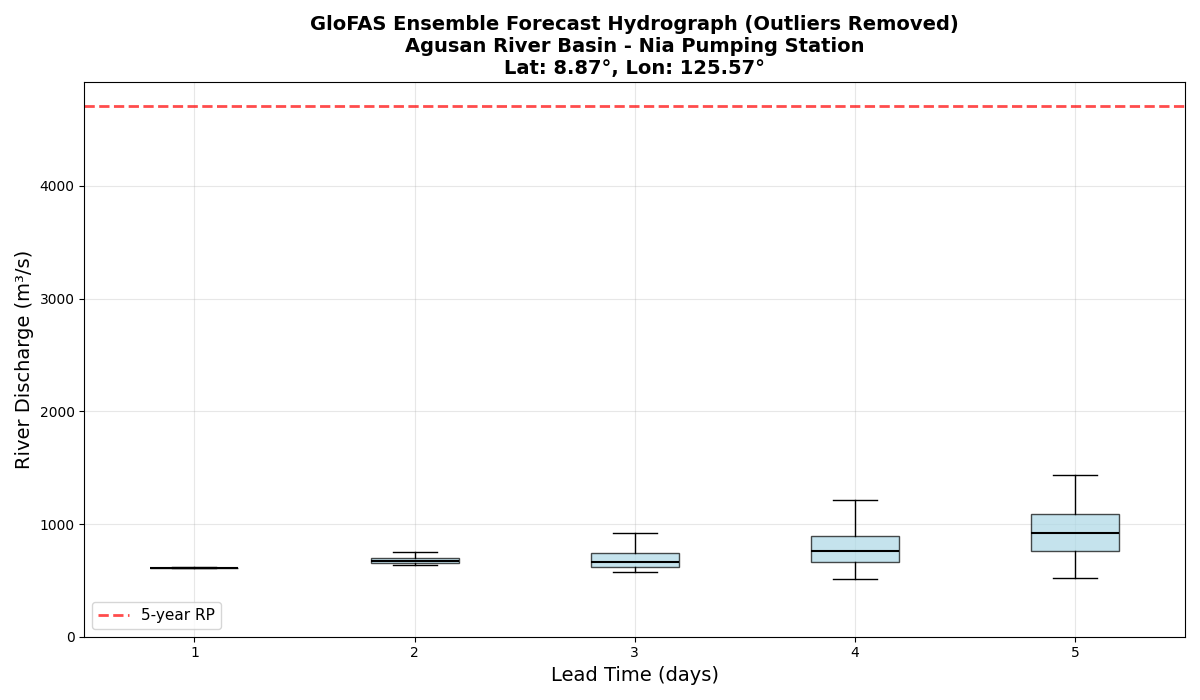 GloFAS Ensemble Forecast Hydrograph (Outliers Removed)
Agusan River Basin - Nia Pumping Station
Lat: 8.87°, Lon: 125.57°
River Discharge (m³/s)
4000
3000
2000
1000
0
5-year RP
1
2
3
4
5
Lead Time (days)